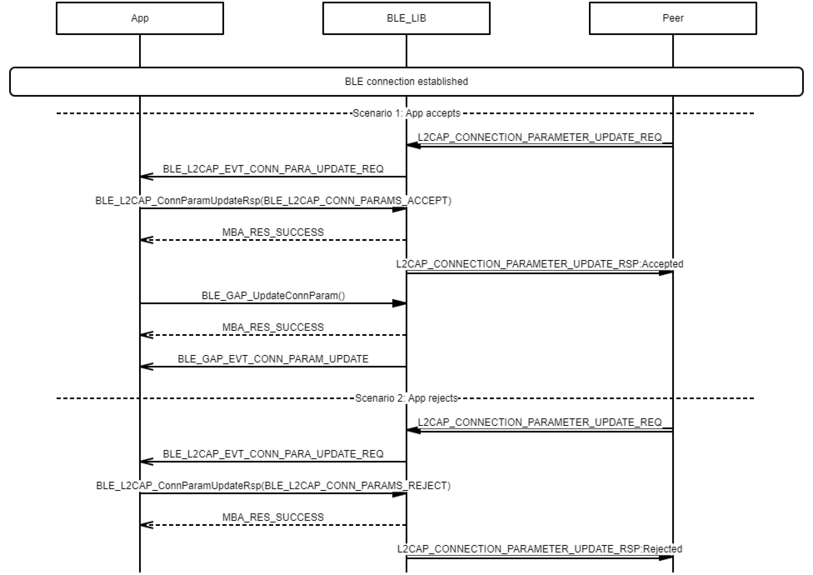 App
BLE_LIB
Peer
BLE connection established
Scenario 1: App accepts
L2CAP_CONNECTION_PARAMETER_UPDATE_REQ
BLE_L2CAP_EVT_CONN_PARA_UPDATE_REQ
BLE_L2CAP_ConnParamUpdateRsp(BLE_L2CAP_CONN_PARAMS_ACCEPT)
MBA_RES_SUCCESS
L2CAP_CONNECTION_PARAMETER_UPDATE_RSP:Accepted
BLE_GAP_UpdateConnParam()
MBA_RES_SUCCESS
BLE_GAP_EVT_CONN_PARAM_UPDATE
Scenario 2: App rejects
L2CAP_CONNECTION_PARAMETER_UPDATE_REQ
BLE_L2CAP_EVT_CONN_PARA_UPDATE_REQ
BLE_L2CAP_ConnParamUpdateRsp(BLE_L2CAP_CONN_PARAMS_REJECT)
MBA_RES_SUCCESS
L2CAP_CONNECTION_PARAMETER_UPDATE_RSP:Rejected